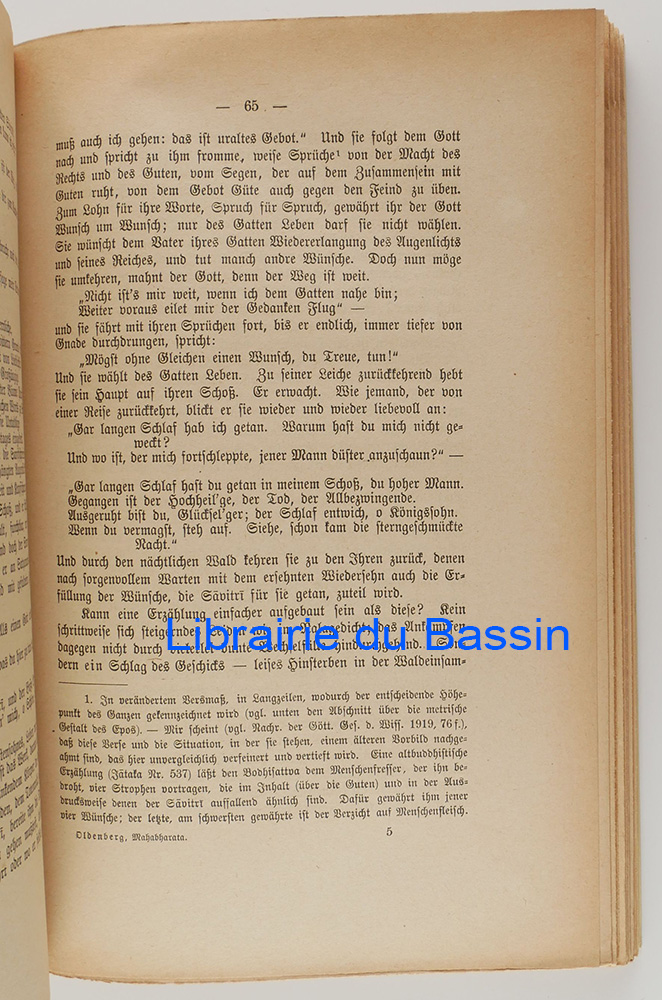 — 65 —
muß auch ich gehen: das ist uraltes Gebot.“ Und sie folgt dem Gott
nach und spricht zu ihm fromme, weise Sprüche¹ von der Macht des
Rechts und des Guten, vom Segen, der auf dem Zusammensein mit
Guten ruht, von dem Gebot Güte auch gegen den Feind zu üben.
Zum Lohn für ihre Worte, Spruch für Spruch, gewährt ihr der Gott
Wunsch um Wunsch; nur des Gatten Leben darf sie nicht wählen.
Sie wünscht dem Vater ihres Gatten Wiedererlangung des Augenlichts
und seines Reiches, und tut manch andre Wünsche. Doch nun möge
sie umkehren, mahnt der Gott, denn der Weg ist weit.
„Nicht ist's mir weit, wenn ich dem Gatten nahe bin;
Weiter voraus eilet mir der Gedanken Flug“ —
und sie fährt mit ihren Sprüchen fort, bis er endlich, immer tiefer von
Gnade durchdrungen, spricht:
„Mögst ohne Gleichen einen Wunsch, du Treue, tun!“
Und sie wählt des Gatten Leben. Zu seiner Leiche zurückkehrend hebt
sie sein Haupt auf ihren Schoß. Er erwacht. Wie jemand, der von
einer Reise zurückkehrt, blickt er sie wieder und wieder liebevoll an:
„Gar langen Schlaf hab ich getan. Warum hast du mich nicht ge-
weckt?
Und wo ist, der mich fortschleppte, jener Mann düster anzuschaun?“ —
„Gar langen Schlaf hast du getan in meinem Schoß, du hoher Mann.
Gegangen ist der Hochheil'ge, der Tod, der Allbezwingende.
Ausgeruht bist du, Glücksel'ger; der Schlaf entwich, o Königssohn.
Wenn du vermagst, steh auf. Siehe, schon kam die sterngeschmückte
Nacht.“
Und durch den nächtlichen Wald kehren sie zu den Ihren zurück, denen
nach sorgenvollem Warten mit dem ersehnten Wiedersehn auch die Er-
füllung der Wünsche, die Sāvitrī für sie getan, zuteil wird.
Kann eine Erzählung einfacher aufgebaut sein als diese? Kein
schrittweise sich steigerndes Leiden
dagegen nicht durch
dern ein Schlag des Geschicks — leises Hinsterben in der Waldeinsam-
Librairie du Bassin
1. In verändertem Versmaß, in Langzeilen, wodurch der entscheidende Höhe-
punkt des Ganzen gekennzeichnet wird (vgl. unten den Abschnitt über die metrische
Gestalt des Epos). — Mir scheint (vgl. Nachr. der Gött. Ges. d. Wiss. 1919, 76 f.),
daß diese Verse und die Situation, in der sie stehen, einem älteren Vorbild nachge-
ahmt sind, das hier unvergleichlich verfeinert und vertieft wird. Eine altbuddhistische
Erzählung (Jātaka Nr. 537) läßt den Bodhisattva dem Menschenfresser, der ihn be-
droht, vier Strophen vortragen, die im Inhalt (über die Guten) und in der Aus-
drucksweise denen der Sāvitrī auffallend ähnlich sind. Dafür gewährt ihm jener
vier Wünsche; der letzte, am schwersten gewährte ist der Verzicht auf Menschenfleisch.
Oldenberg, Mahabharata. 5